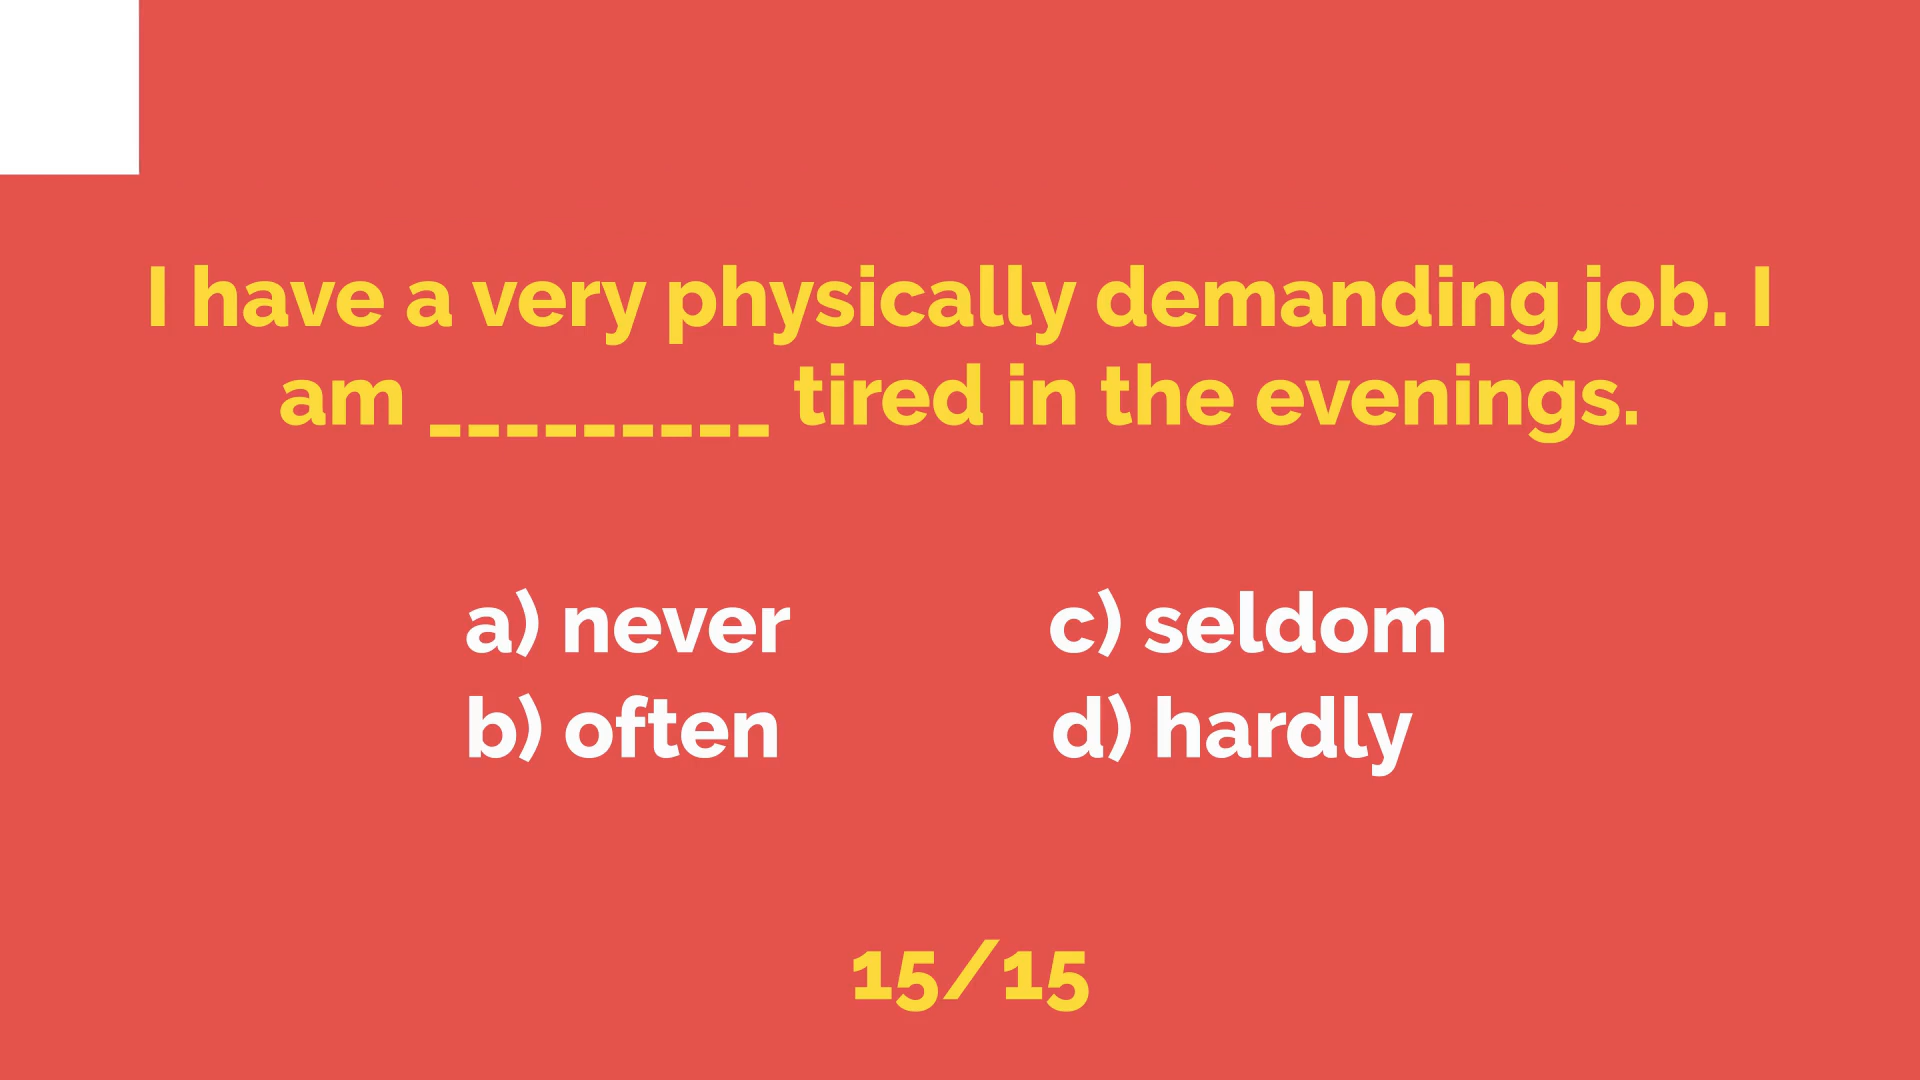 I have a very physically demanding job. I
am _________ tired in the evenings.
a) never
b) often
c) seldom
d) hardly
15/15